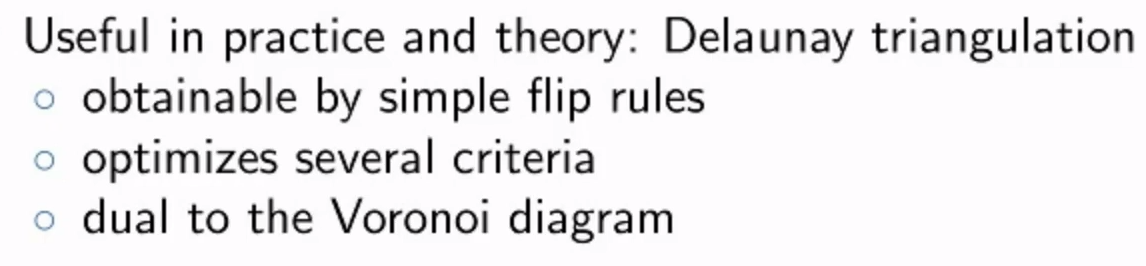 Useful in practice and theory: Delaunay triangulation
◦ obtainable by simple flip rules
◦ optimizes several criteria
◦ dual to the Voronoi diagram